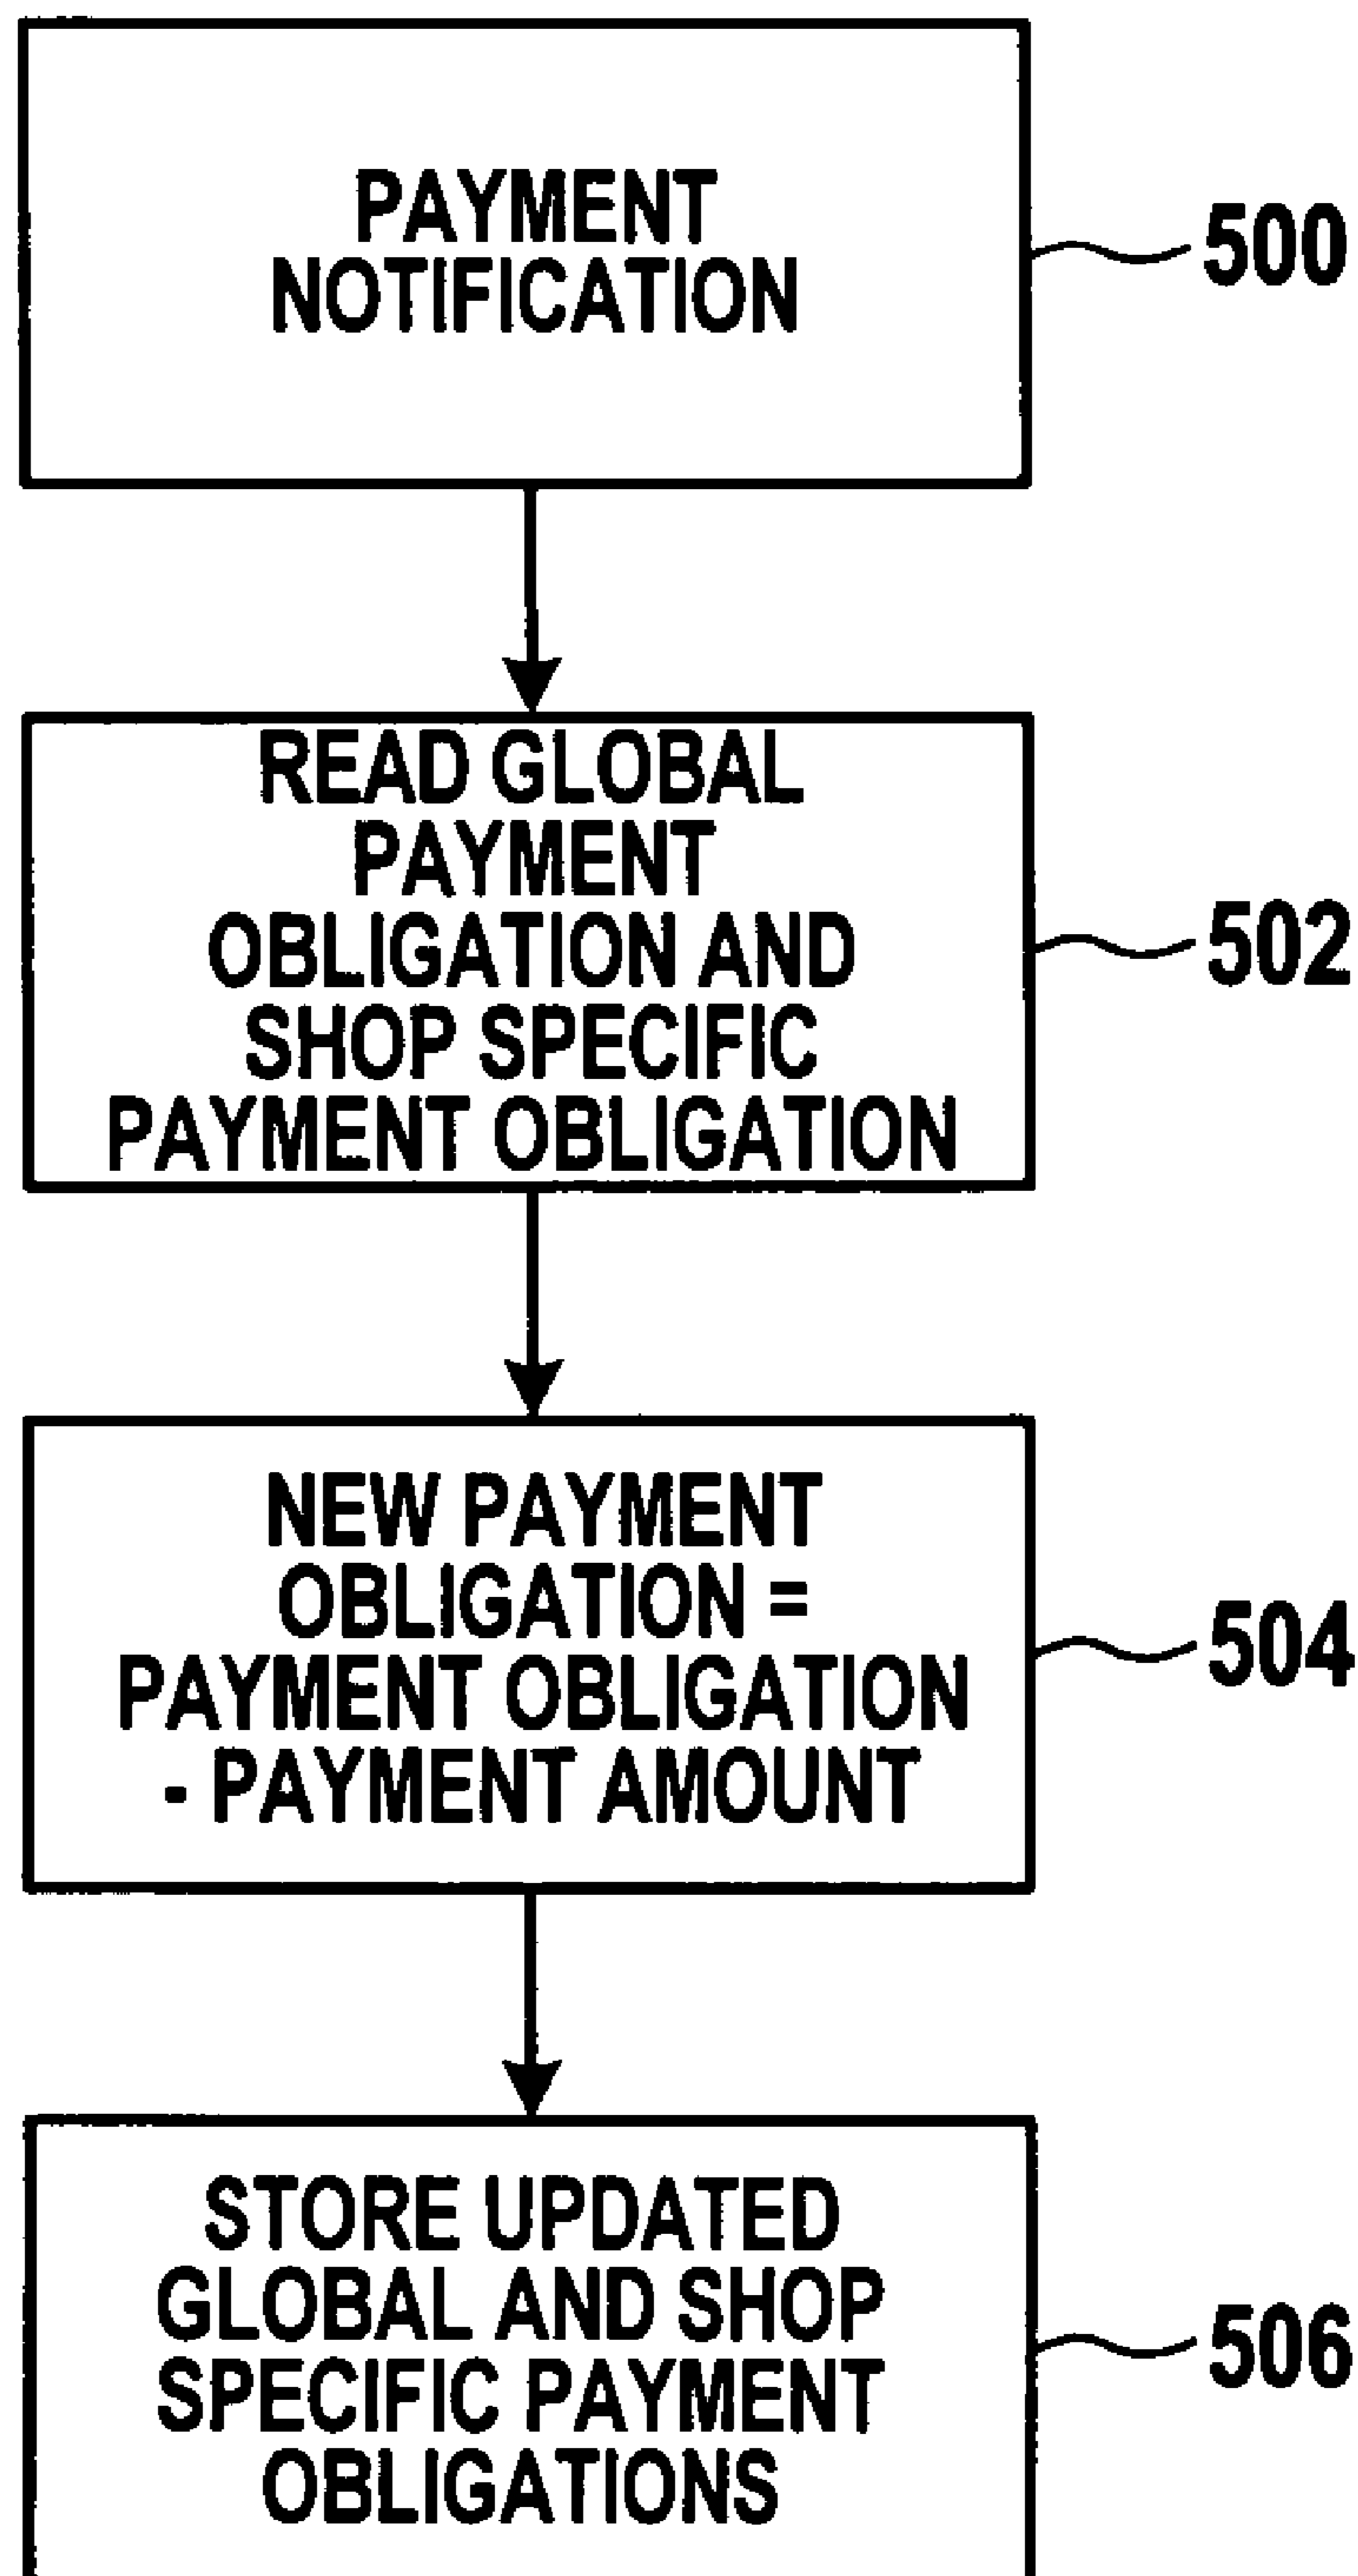 PAYMENT
NOTIFICATION
500
READ GLOBAL
PAYMENT
OBLIGATION AND
SHOP SPECIFIC
PAYMENT OBLIGATION
502
NEW PAYMENT
OBLIGATION =
PAYMENT OBLIGATION
- PAYMENT AMOUNT
504
STORE UPDATED
GLOBAL AND SHOP
SPECIFIC PAYMENT
OBLIGATIONS
506